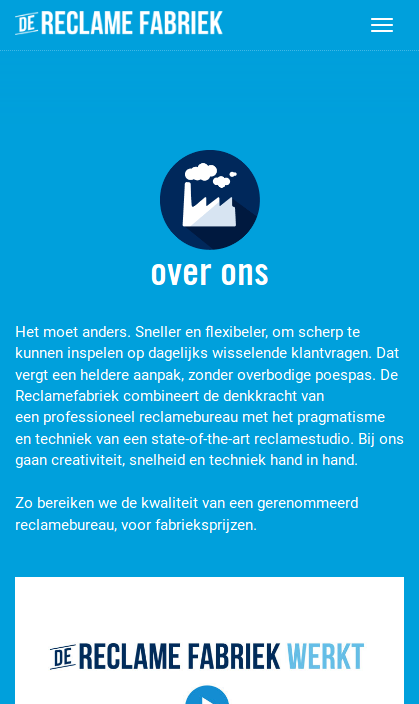 DE RECLAME FABRIEK
over ons
Het moet anders. Sneller en flexibeler, om scherp te
kunnen inspelen op dagelijks wisselende klantvragen. Dat
vergt een heldere aanpak, zonder overbodige poespas. De
Reclamefabriek combineert de denkkracht van
een professioneel reclamebureau met het pragmatisme
en techniek van een state-of-the-art reclamestudio. Bij ons
gaan creativiteit, snelheid en techniek hand in hand.
Zo bereiken we de kwaliteit van een gerenommeerd
reclamebureau, voor fabrieksprijzen.
DE RECLAME FABRIEK WERKT